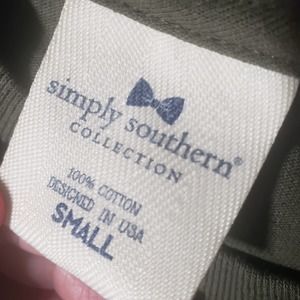 simply southern®
COLLECTION
100% COTTON
DESIGNED IN USA
SMALL